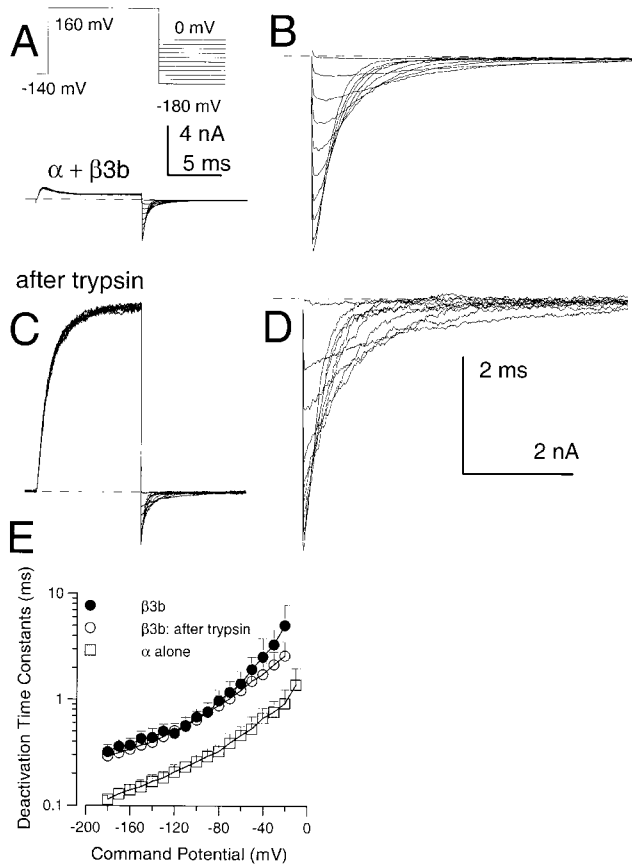 A
160 mV
0 mV
-140 mV
-180 mV
4 nA
5 ms
α + β3b
B
after trypsin
C
D
2 ms
2 nA
E
Deactivation Time Constants (ms)
10
1
0.1
β3b
β3b: after trypsin
α alone
-200
-160
-120
-80
-40
0
Command Potential (mV)